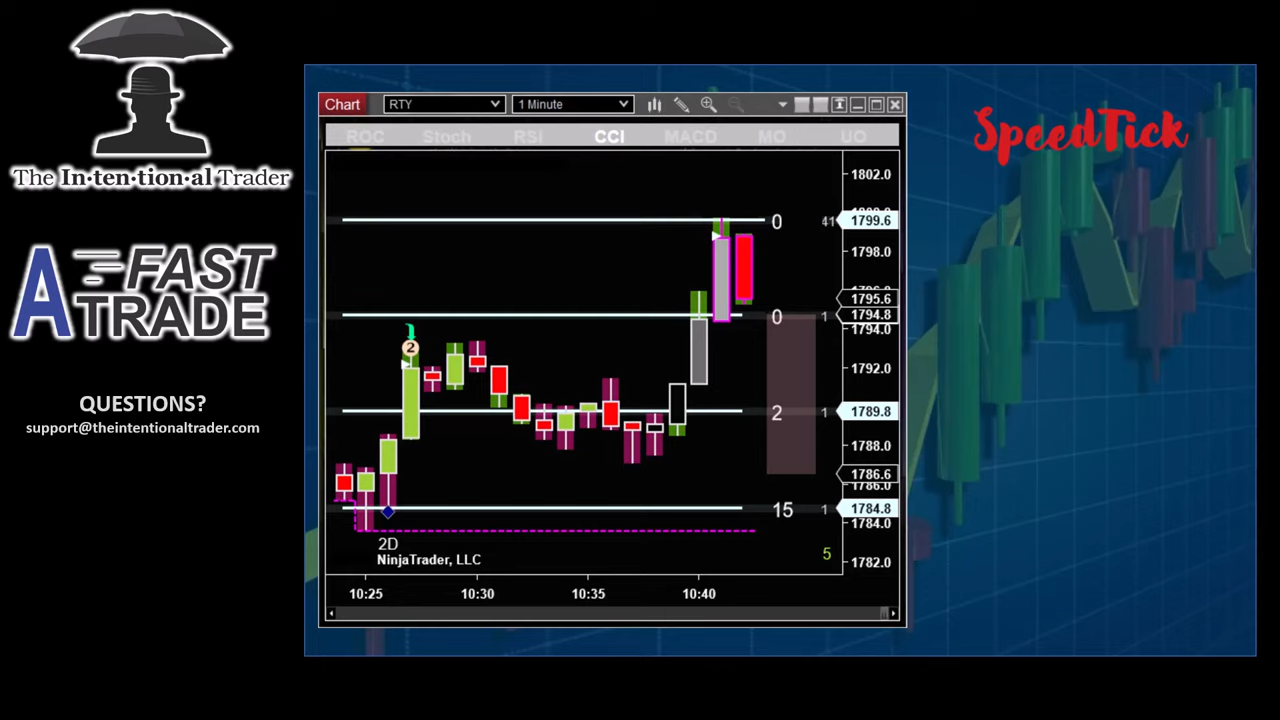 The In·ten·tion·al Trader
A FAST
TRADE
QUESTIONS?
support@theintentionaltrader.com
SpeedTick
Chart
RTY
1 Minute
ROC Stoch RSI CCI MACD MO UO
1802.0
0 41 1799.6
1798.0
1795.6
0 1 1794.8
1794.0
2
1792.0
2 1 1789.8
1788.0
1786.6
1786.0
15 1 1784.8
1784.0
2D
NinjaTrader, LLC
5
1782.0
10:25 10:30 10:35 10:40